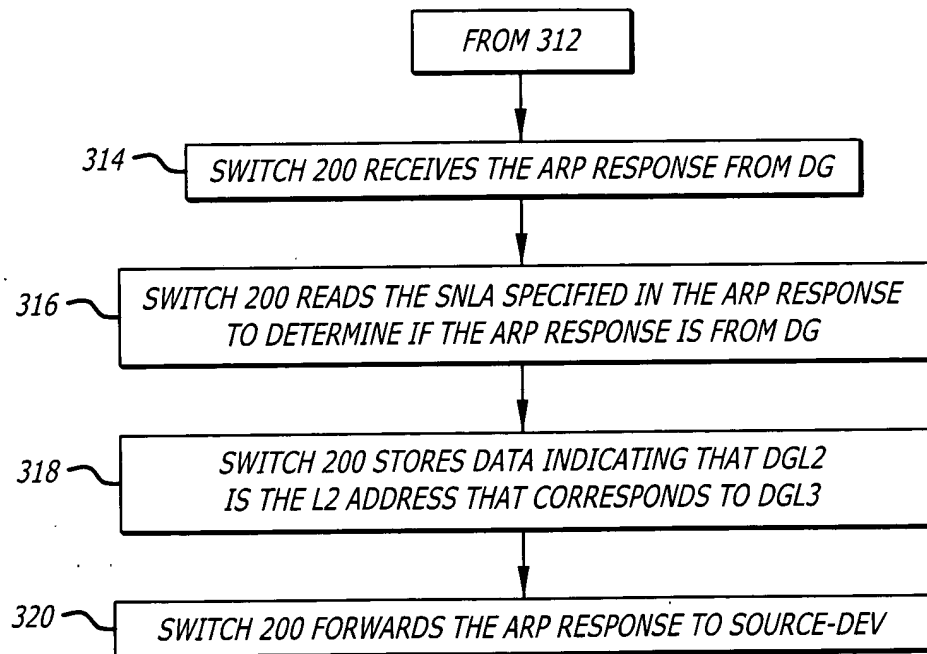 FROM 312
314
SWITCH 200 RECEIVES THE ARP RESPONSE FROM DG
316
SWITCH 200 READS THE SNLA SPECIFIED IN THE ARP RESPONSE
TO DETERMINE IF THE ARP RESPONSE IS FROM DG
318
SWITCH 200 STORES DATA INDICATING THAT DGL2
IS THE L2 ADDRESS THAT CORRESPONDS TO DGL3
320
SWITCH 200 FORWARDS THE ARP RESPONSE TO SOURCE-DEV